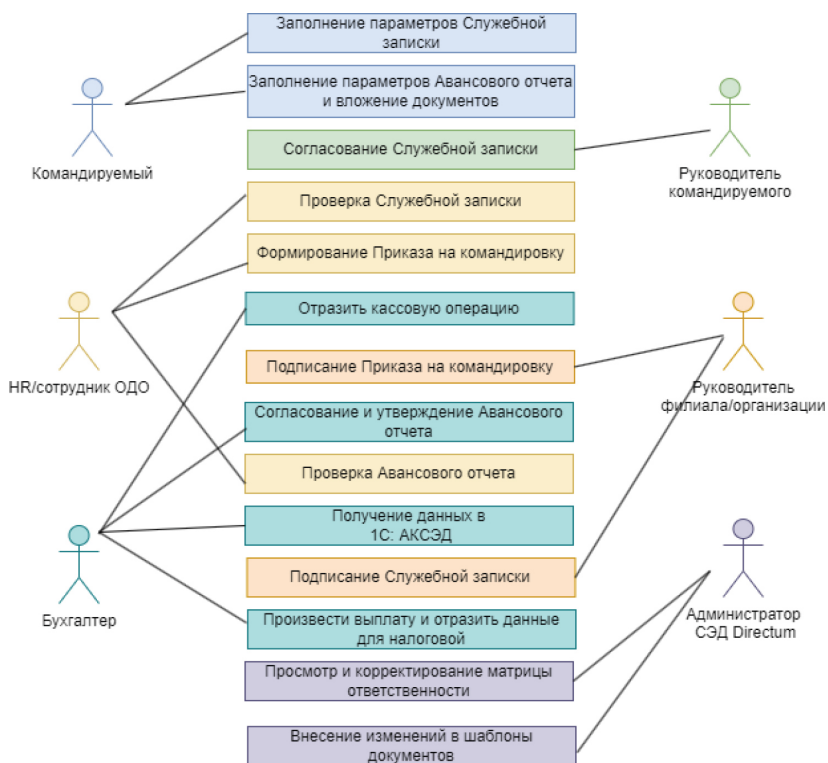 Заполнение параметров Служебной
записки
Заполнение параметров Авансового отчета
и вложение документов
Командируемый
Согласование Служебной записки
Руководитель
командируемого
Проверка Служебной записки
Формирование Приказа на командировку
Отразить кассовую операцию
HR/сотрудник ОДО
Подписание Приказа на командировку
Руководитель
филиала/организации
Согласование и утверждение Авансового
отчета
Проверка Авансового отчета
Получение данных в
1С: АКСЭД
Бухгалтер
Подписание Служебной записки
Администратор
СЭД Directum
Произвести выплату и отразить данные
для налоговой
Просмотр и корректирование матрицы
ответственности
Внесение изменений в шаблоны
документов